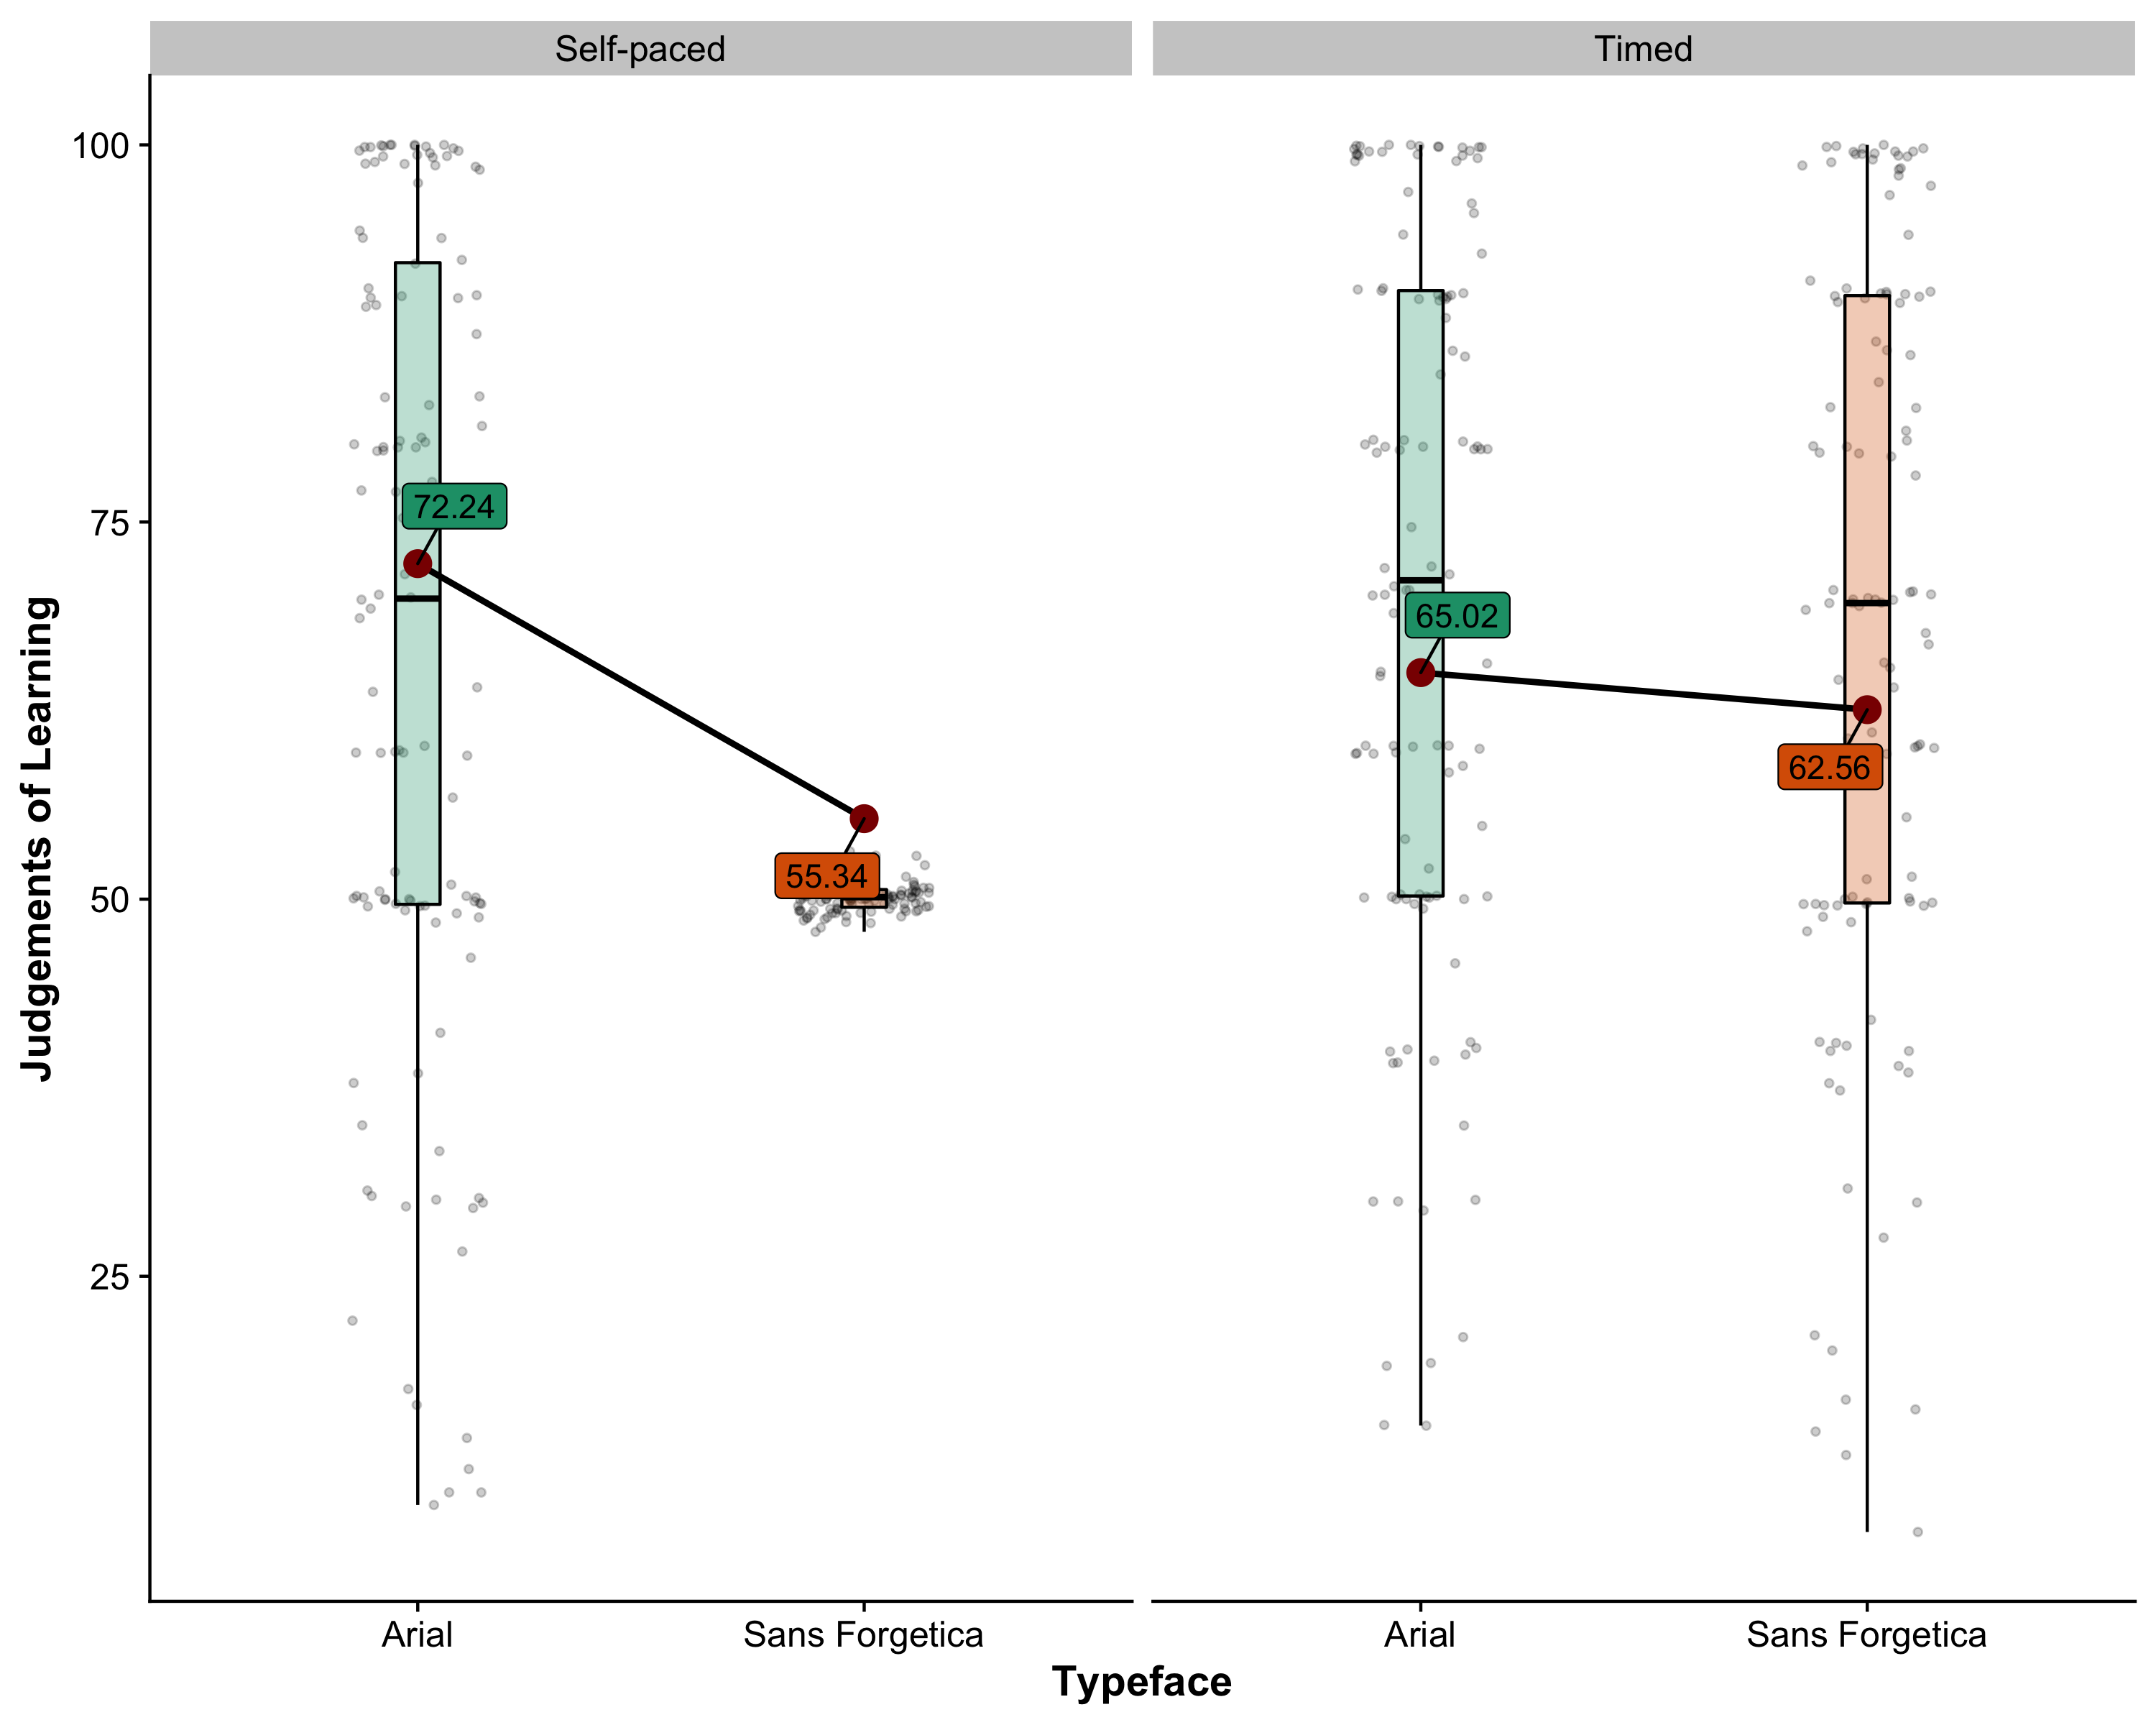 Self-paced
Timed
100
75
50
25
Judgements of Learning
72.24
55.34
65.02
62.56
Arial
Sans Forgetica
Arial
Sans Forgetica
Typeface